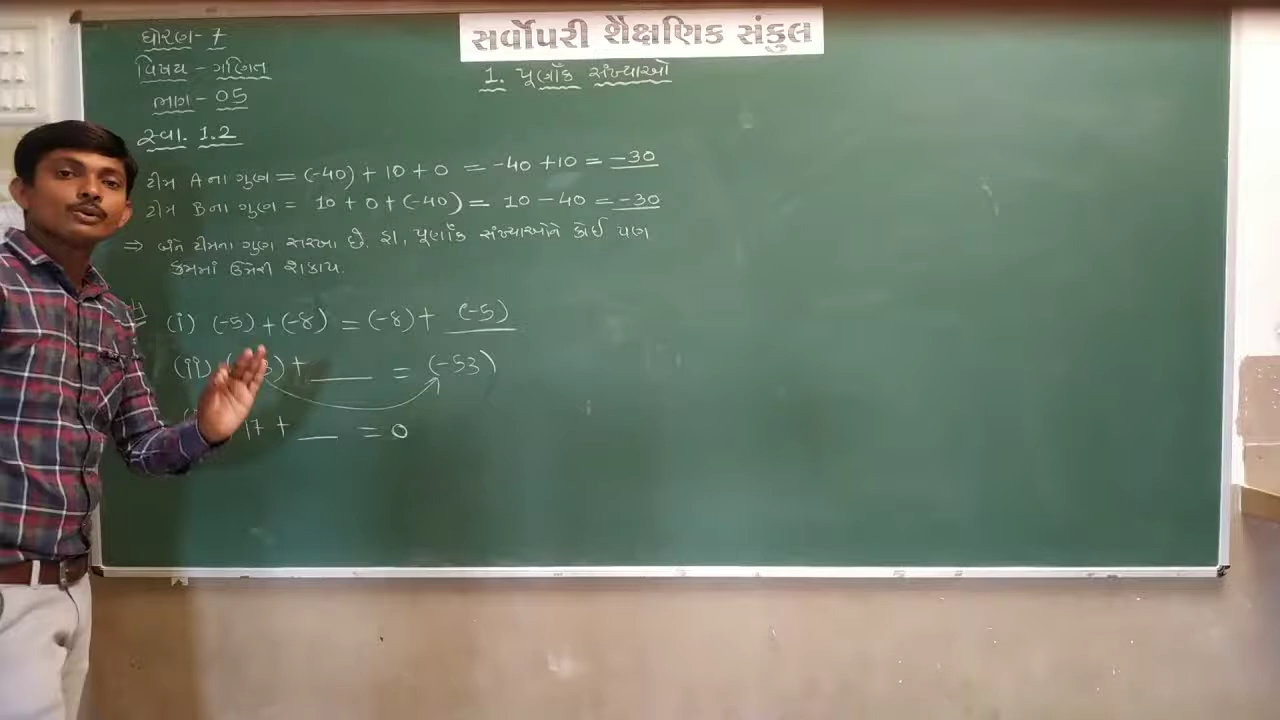 સર્વોપરી શૈક્ષણિક સંકુલ
ધોરણ - 7
વિષય - ગણિત
ભાગ - 05
સ્વા. 1.2
1. પૂર્ણાંક સંખ્યાઓ
ટીમ A ના ગુણ = (-40) + 10 + 0 = -40 + 10 = -30
ટીમ B ના ગુણ = 10 + 0 + (-40) = 10 - 40 = -30
⇒ બંને ટીમના ગુણ સરખા છે. હા, પૂર્ણાંક સંખ્યાઓને કોઈ પણ
ક્રમમાં ઉમેરી શકાય.
(i) (-5) + (-8) = (-8) + (-5)
(ii) + ____ = (-53)
17 + ___ = 0